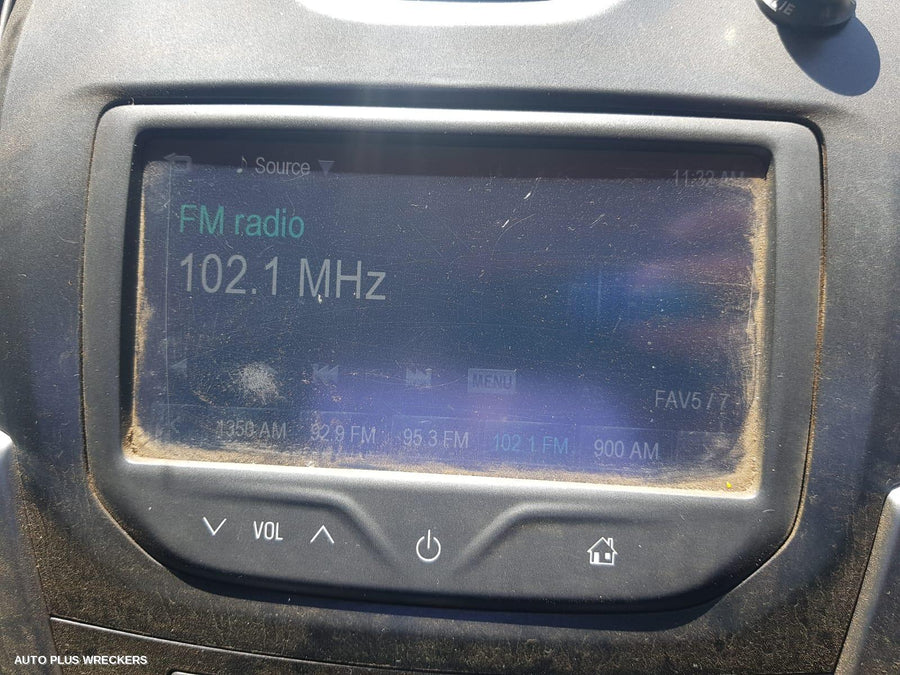 Source
11:32 AM
FM radio
102.1 MHz
MENU
FAV5 / 7
1350 AM 92.9 FM 95.3 FM 102.1 FM 900 AM
VOL
AUTO PLUS WRECKERS